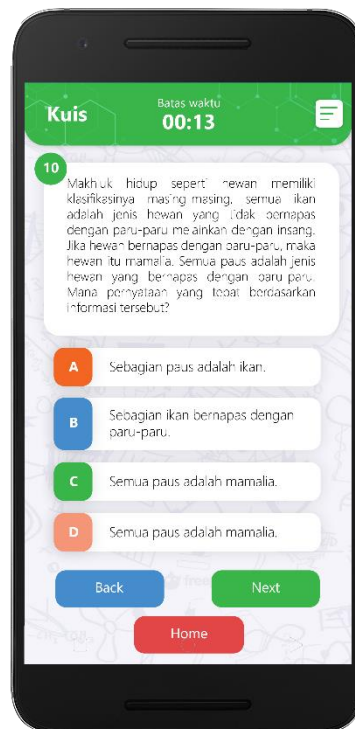 Kuis
Batas waktu
00:13
10
Makhluk hidup seperti hewan memiliki
klasifikasinya masing-masing, semua ikan
adalah jenis hewan yang tidak bernapas
dengan paru-paru melainkan dengan insang.
Jika hewan bernapas dengan paru-paru, maka
hewan itu mamalia. Semua paus adalah jenis
hewan yang bernapas dengan paru-paru.
Mana pernyataan yang tepat berdasarkan
informasi tersebut?
A
Sebagian paus adalah ikan.
B
Sebagian ikan bernapas dengan
paru-paru.
C
Semua paus adalah mamalia.
D
Semua paus adalah mamalia.
Back
Next
Home